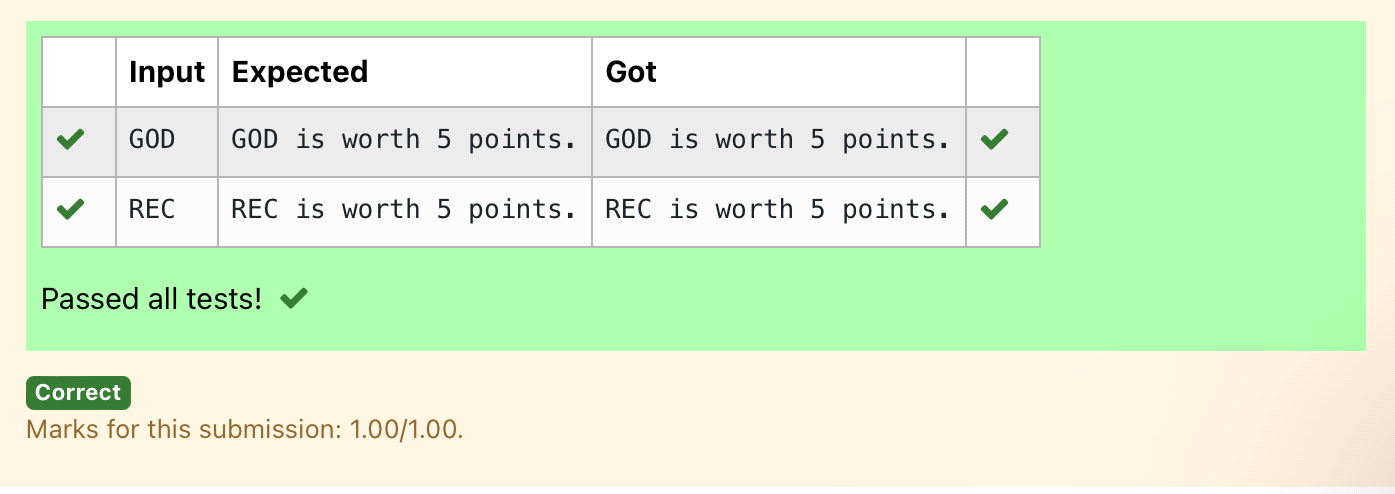 Input Expected Got
GOD GOD is worth 5 points. GOD is worth 5 points.
REC REC is worth 5 points. REC is worth 5 points.
Passed all tests!
Correct
Marks for this submission: 1.00/1.00.